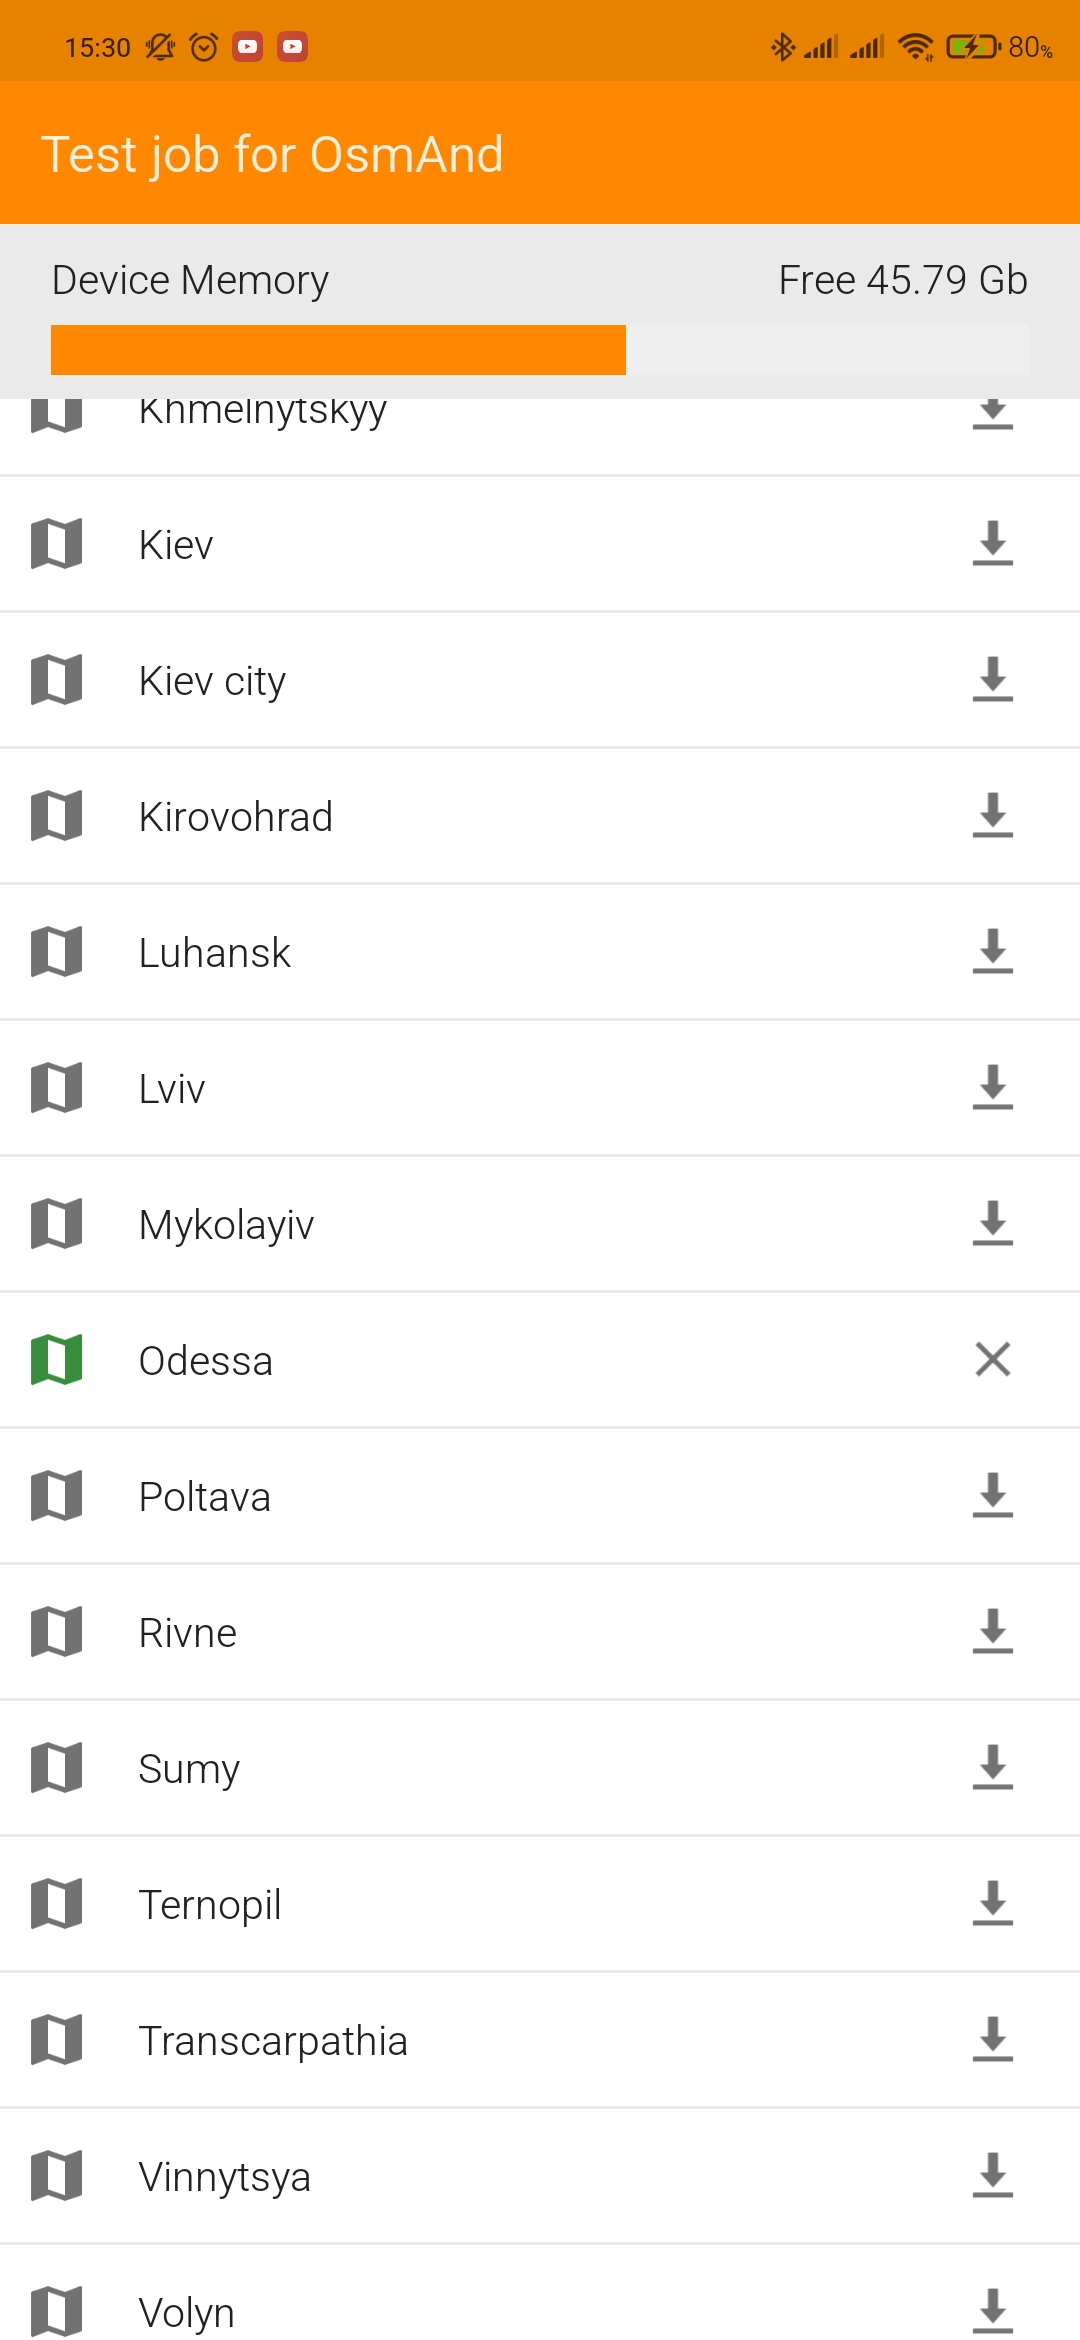 15:30 80%
Test job for OsmAnd
Device Memory Free 45.79 Gb
Khmelnytskyy
Kiev
Kiev city
Kirovohrad
Luhansk
Lviv
Mykolayiv
Odessa
Poltava
Rivne
Sumy
Ternopil
Transcarpathia
Vinnytsya
Volyn